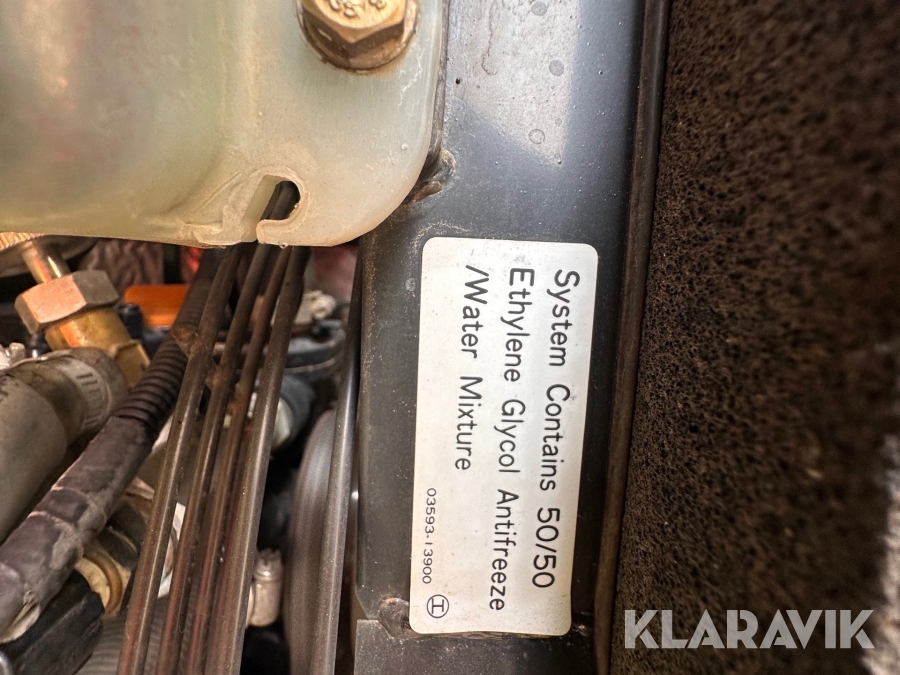 System Contains 50/50
Ethylene Glycol Antifreeze
/Water Mixture
03593-13900
KLARAVIK